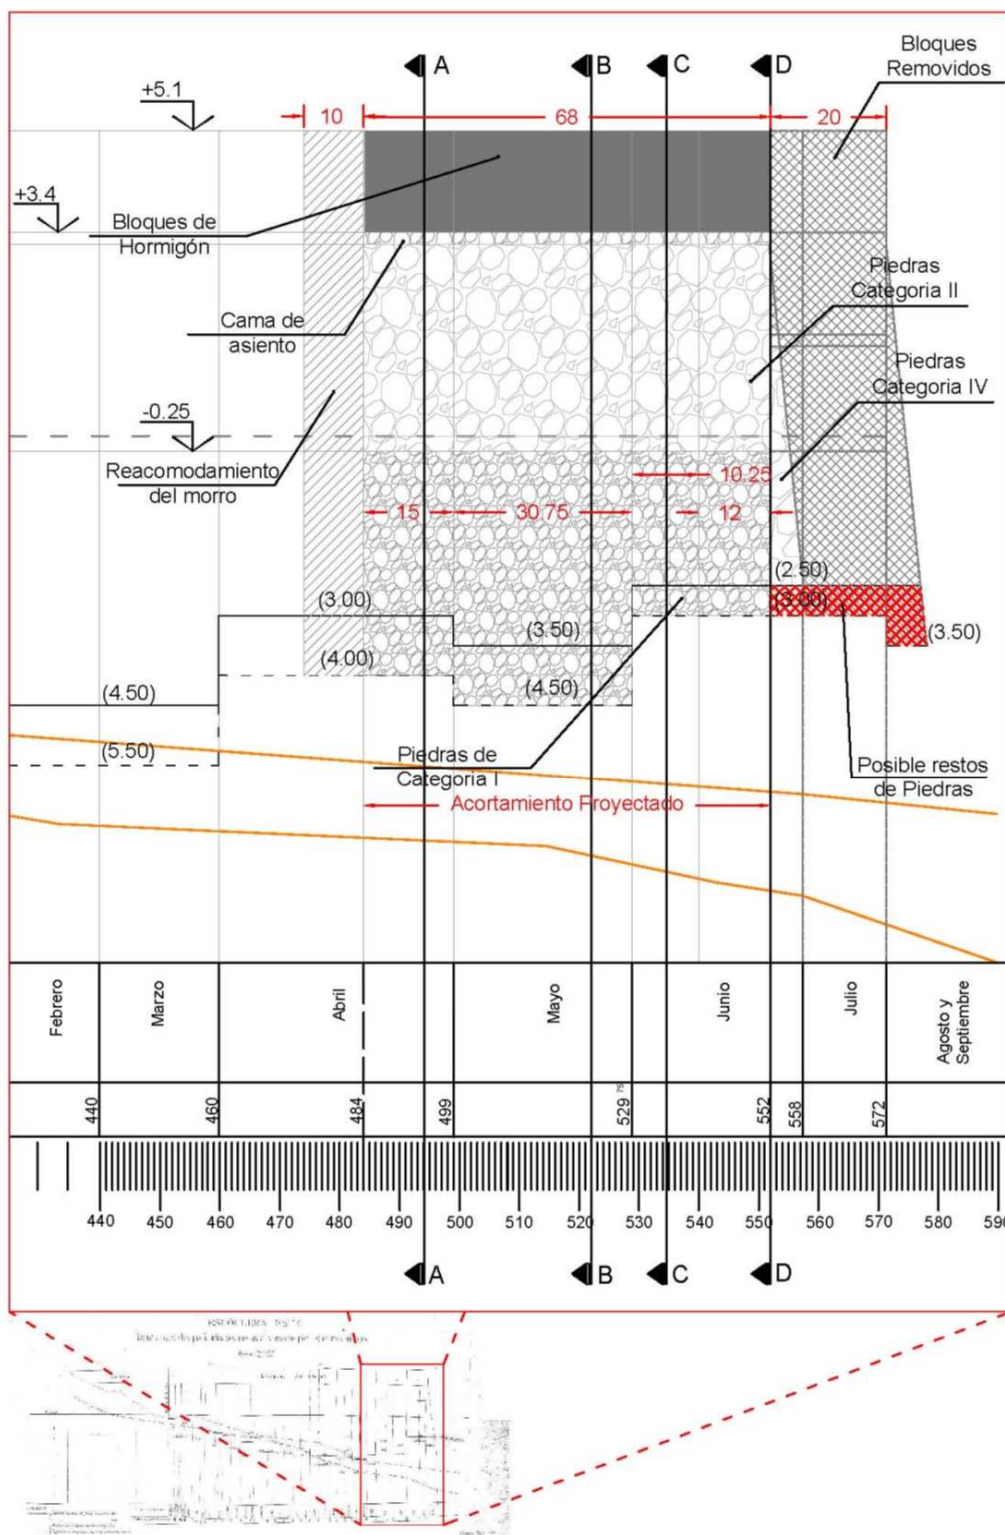 Bloques
Removidos
A
B
C
D
+5.1
10
68
20
+3.4
Bloques de
Hormigón
Piedras
Categoria II
Cama de
asiento
Piedras
Categoria IV
-0.25
Reacomodamiento
del morro
10.25
15
30.75
12
(2.50)
(3.00)
(3.00)
(3.50)
(3.50)
(4.00)
(4.50)
(4.50)
(5.50)
Piedras de
Categoria I
Posible restos
de Piedras
Acortamiento Proyectado
Febrero
Marzo
Abril
Mayo
Junio
Julio
Agosto y
Septiembre
440
460
484
499
529 75
552
558
572
440 450 460 470 480 490 500 510 520 530 540 550 560 570 580 590
A
B
C
D